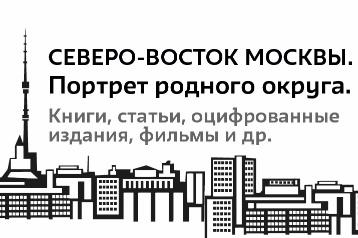 СЕВЕРО-ВОСТОК МОСКВЫ.
Портрет родного округа.
Книги, статьи, оцифрованные
издания, фильмы и др.